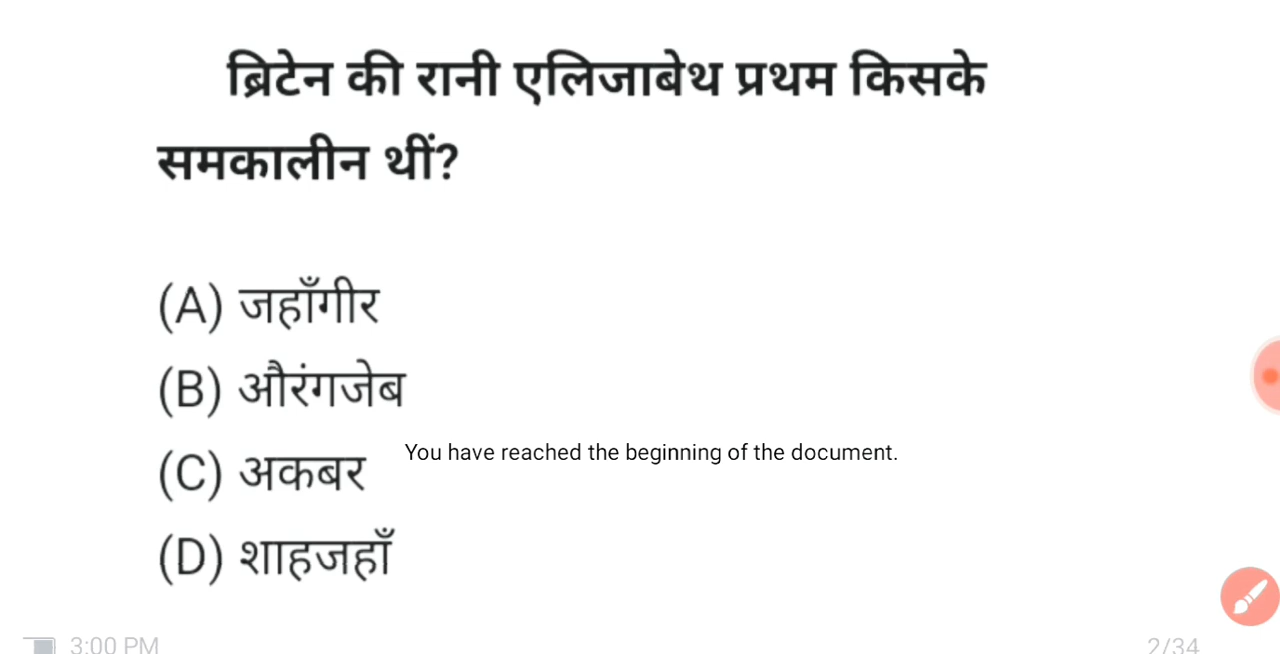 ब्रिटेन की रानी एलिजाबेथ प्रथम किसके
समकालीन थीं?
(A) जहाँगीर
(B) औरंगजेब
You have reached the beginning of the document.
(C) अकबर
(D) शाहजहाँ
3:00 PM
2/34